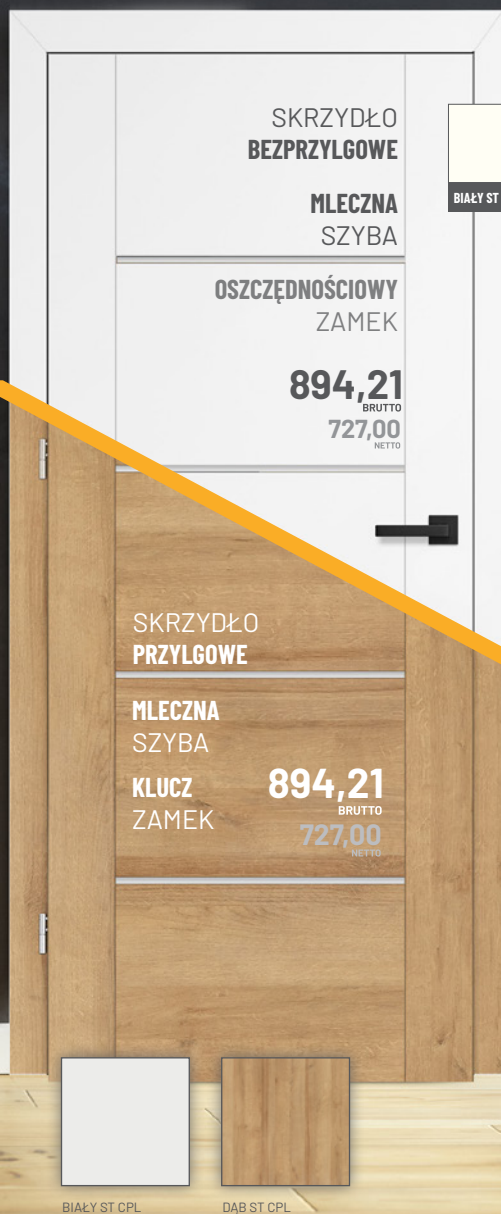 SKRZYDŁO
BEZPRZYLGOWE
MLECZNA
SZYBA
BIAŁY ST
OSZCZĘDNOŚCIOWY
ZAMEK
894,21
BRUTTO
727,00
NETTO
SKRZYDŁO
PRZYLGOWE
MLECZNA
SZYBA
KLUCZ
ZAMEK
894,21
BRUTTO
727,00
NETTO
BIAŁY ST CPL
DĄB ST CPL